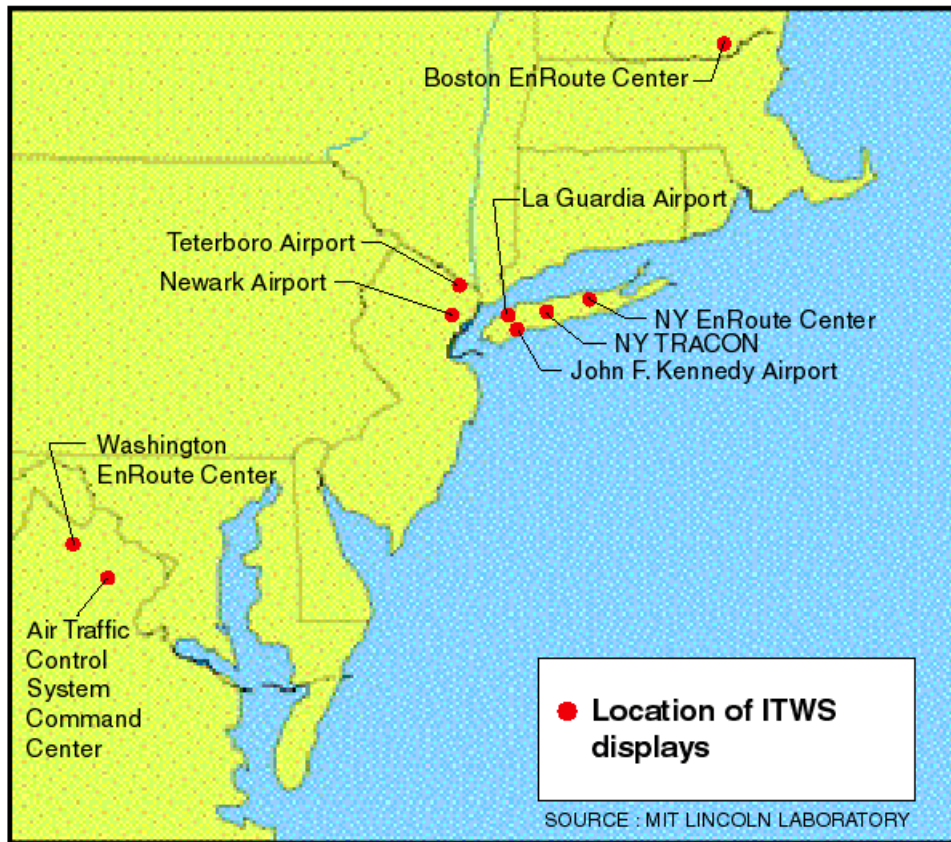 Boston EnRoute Center
La Guardia Airport
Teterboro Airport
Newark Airport
NY EnRoute Center
NY TRACON
John F. Kennedy Airport
Washington
EnRoute Center
Air Traffic
Control
System
Command
Center
Location of ITWS
displays
SOURCE : MIT LINCOLN LABORATORY